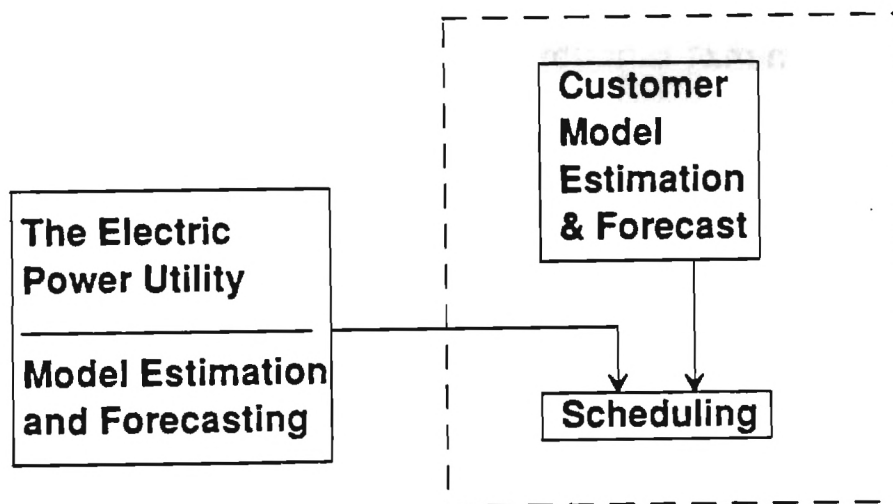 Customer
Model
Estimation
& Forecast
The Electric
Power Utility
Model Estimation
and Forecasting
Scheduling